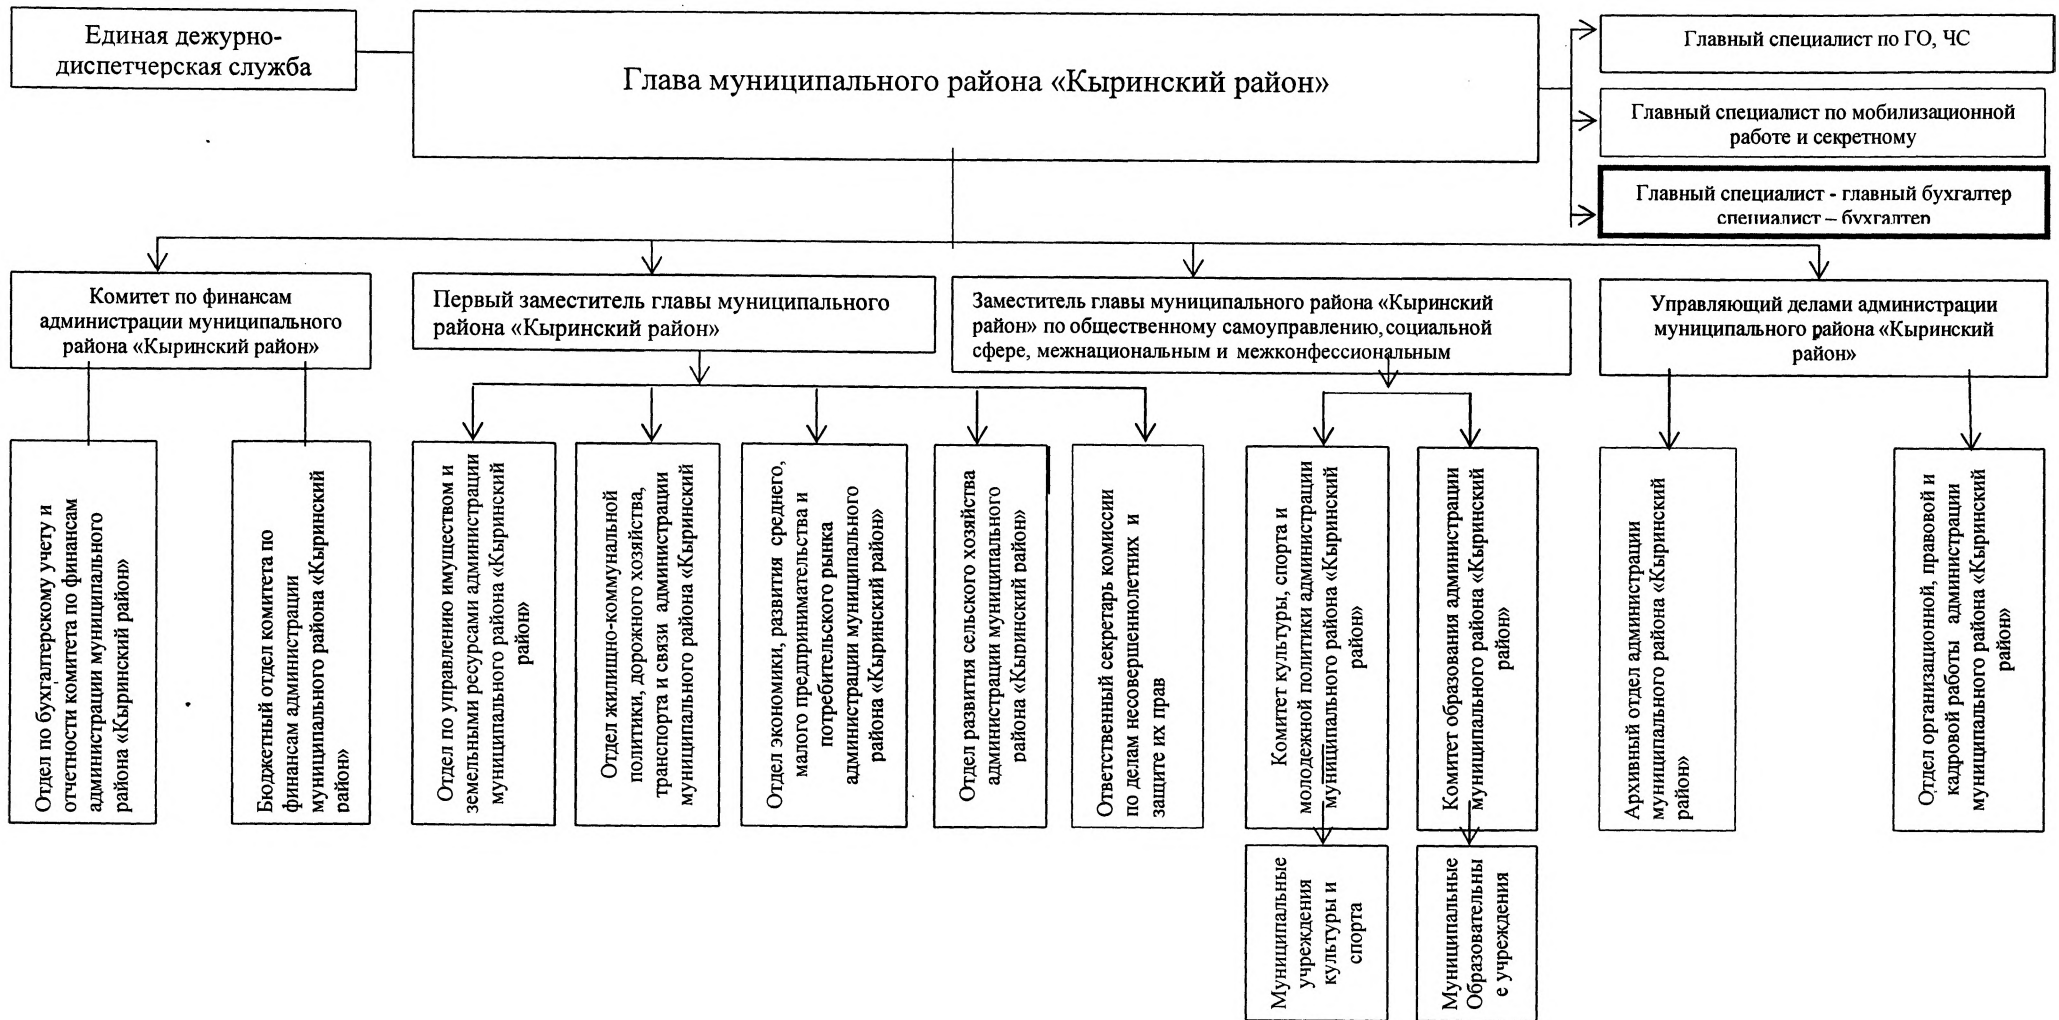 Единая дежурно-
диспетчерская служба
Глава муниципального района «Кыринский район»
Главный специалист по ГО, ЧС
Главный специалист по мобилизационной
работе и секретному
Главный специалист - главный бухгалтер
специалист – бухгалтер
Комитет по финансам
администрации муниципального
района «Кыринский район»
Первый заместитель главы муниципального
района «Кыринский район»
Заместитель главы муниципального района «Кыринский
район» по общественному самоуправлению, социальной
сфере, межнациональным и межконфессиональным
Управляющий делами администрации
муниципального района «Кыринский
район»
Отдел по бухгалтерскому учету и
отчетности комитета по финансам
администрации муниципального
района «Кыринский район»
Бюджетный отдел комитета по
финансам администрации
муниципального района «Кыринский
район»
Отдел по управлению имуществом и
земельными ресурсами администрации
муниципального района «Кыринский
район»
Отдел жилищно-коммунальной
политики, дорожного хозяйства,
транспорта и связи администрации
муниципального района «Кыринский
Отдел экономики, развития среднего,
малого предпринимательства и
потребительского рынка
администрации муниципального
района «Кыринский район»
Отдел развития сельского хозяйства
администрации муниципального
района «Кыринский район»
Ответственный секретарь комиссии
по делам несовершеннолетних и
защите их прав
Комитет культуры, спорта и
молодежной политики администрации
муниципального района «Кыринский
район»
Комитет образования администрации
муниципального района «Кыринский
район»
Архивный отдел администрации
муниципального района «Кыринский
район»
Отдел организационной, правовой и
кадровой работы администрации
муниципального района «Кыринский
район»
Муниципальные
учреждения
культуры и
спорта
Муниципальные
Образовательны
е учреждения